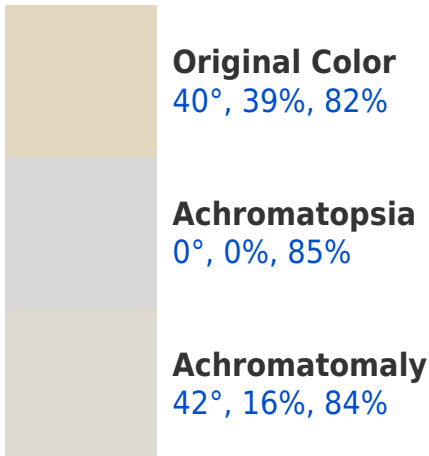 Original Color
40°, 39%, 82%
Achromatopsia
0°, 0%, 85%
Achromatomaly
42°, 16%, 84%